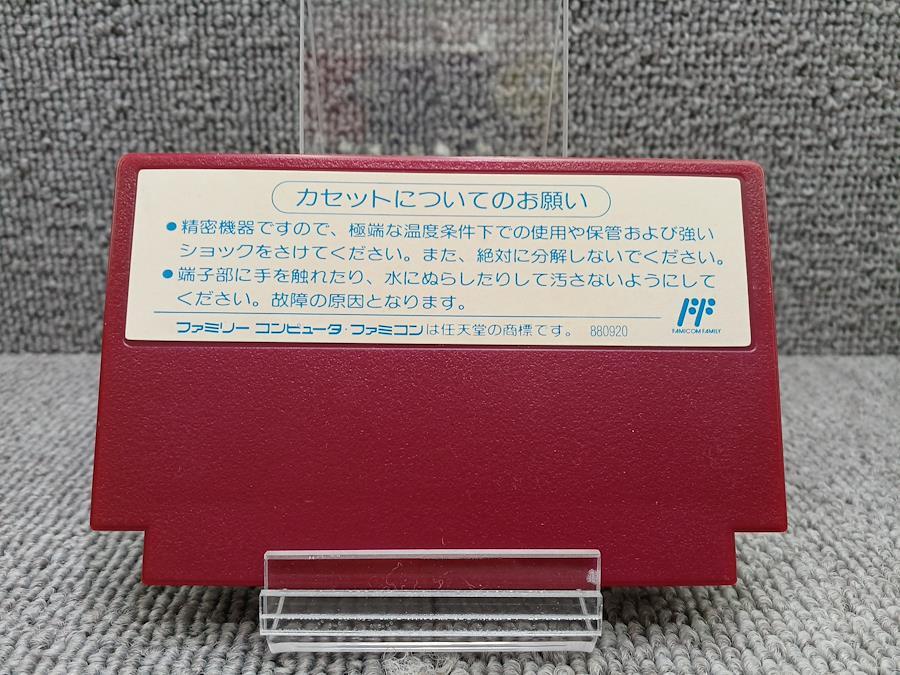 カセットについてのお願い
●精密機器ですので、極端な温度条件下での使用や保管および強い
ショックをさけてください。また、絶対に分解しないでください。
●端子部に手を触れたり、水にぬらしたりして汚さないようにして
ください。故障の原因となります。
FAMICOM FAMILY
ファミリー コンピュータ・ファミコンは任天堂の商標です。 880920